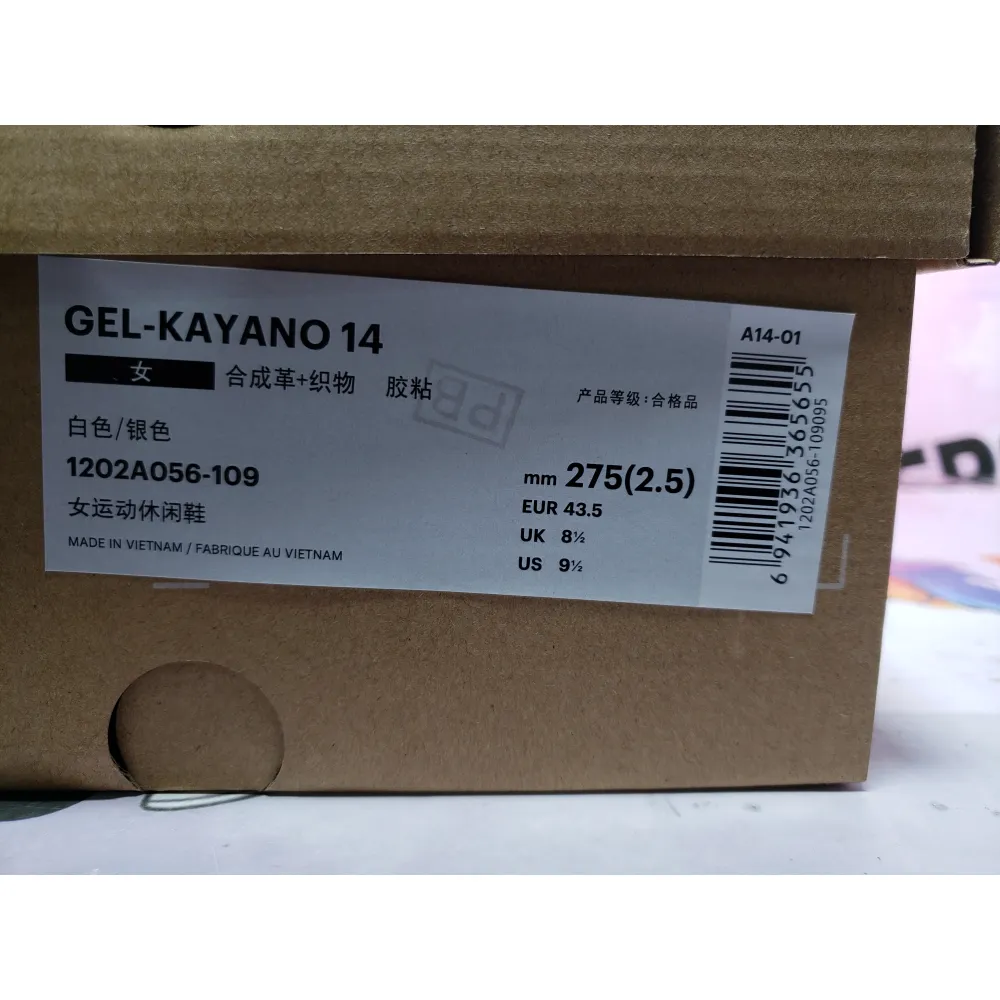 GEL-KAYANO 14
女 合成革+织物 胶粘
PB
产品等级:合格品
白色/银色
1202A056-109
女运动休闲鞋
MADE IN VIETNAM / FABRIQUE AU VIETNAM
mm 275(2.5)
EUR 43.5
UK 8½
US 9½
A14-01
6 941936 365655
1202A056-109095